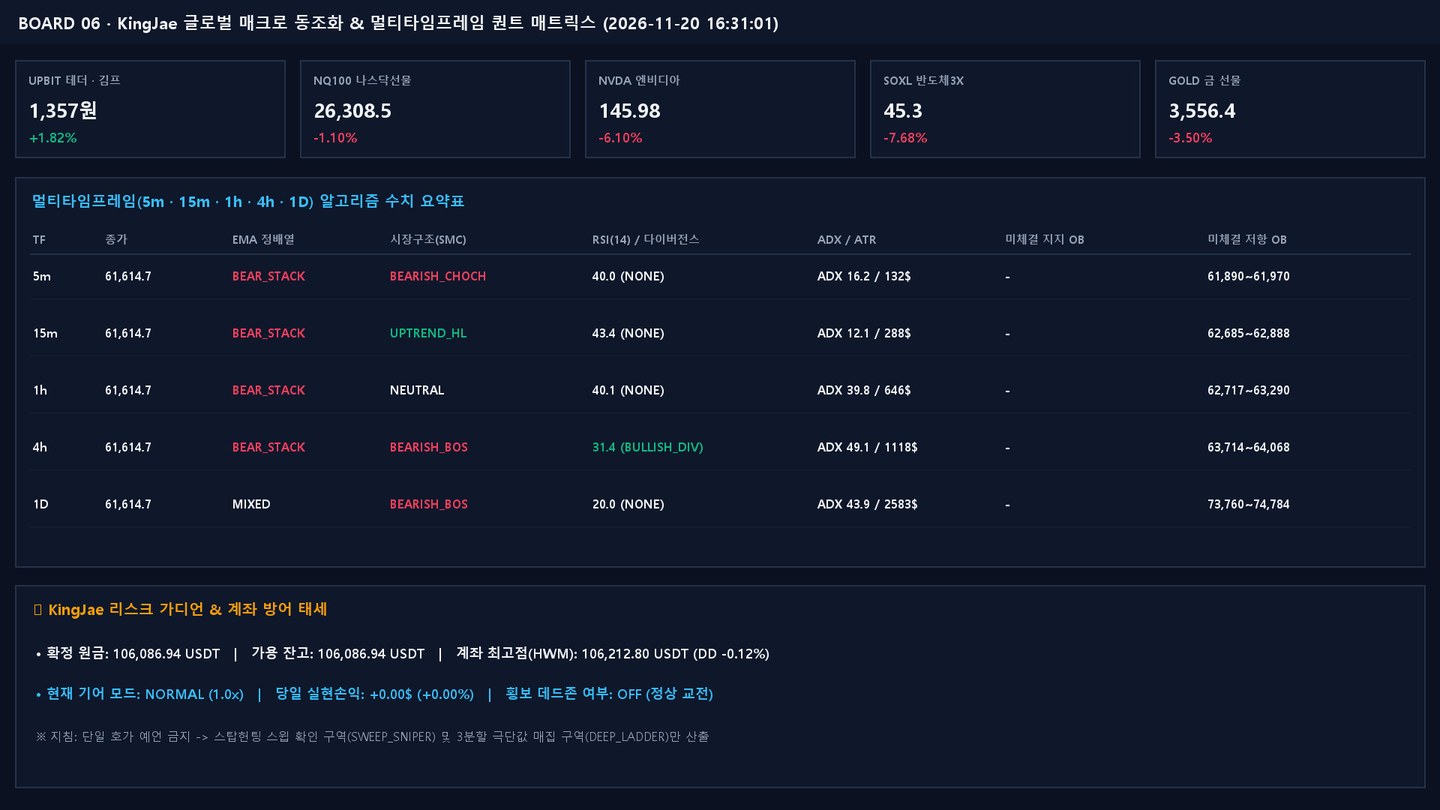 BOARD 06 · KingJae 글로벌 매크로 동조화 & 멀티타임프레임 퀀트 매트릭스 (2026-11-20 16:31:01)
UPBIT 테더 · 김프 NQ100 나스닥선물 NVDA 엔비디아 SOXL 반도체3X GOLD 금 선물
1,357원 26,308.5 145.98 45.3 3,556.4
+1.82% -1.10% -6.10% -7.68% -3.50%
멀티타임프레임(5m · 15m · 1h · 4h · 1D) 알고리즘 수치 요약표
TF 종가 EMA 정배열 시장구조(SMC) RSI(14) / 다이버전스 ADX / ATR 미체결 지지 OB 미체결 저항 OB
5m 61,614.7 BEAR_STACK BEARISH_CHOCH 40.0 (NONE) ADX 16.2 / 132$ - 61,890~61,970
15m 61,614.7 BEAR_STACK UPTREND_HL 43.4 (NONE) ADX 12.1 / 288$ - 62,685~62,888
1h 61,614.7 BEAR_STACK NEUTRAL 40.1 (NONE) ADX 39.8 / 646$ - 62,717~63,290
4h 61,614.7 BEAR_STACK BEARISH_BOS 31.4 (BULLISH_DIV) ADX 49.1 / 1118$ - 63,714~64,068
1D 61,614.7 MIXED BEARISH_BOS 20.0 (NONE) ADX 43.9 / 2583$ - 73,760~74,784
KingJae 리스크 가디언 & 계좌 방어 태세
• 확정 원금: 106,086.94 USDT | 가용 잔고: 106,086.94 USDT | 계좌 최고점(HWM): 106,212.80 USDT (DD -0.12%)
• 현재 기어 모드: NORMAL (1.0x) | 당일 실현손익: +0.00$ (+0.00%) | 횡보 데드존 여부: OFF (정상 교전)
※ 지침: 단일 호가 예언 금지 -> 스탑헌팅 스윕 확인 구역(SWEEP_SNIPER) 및 3분할 극단값 매집 구역(DEEP_LADDER)만 산출